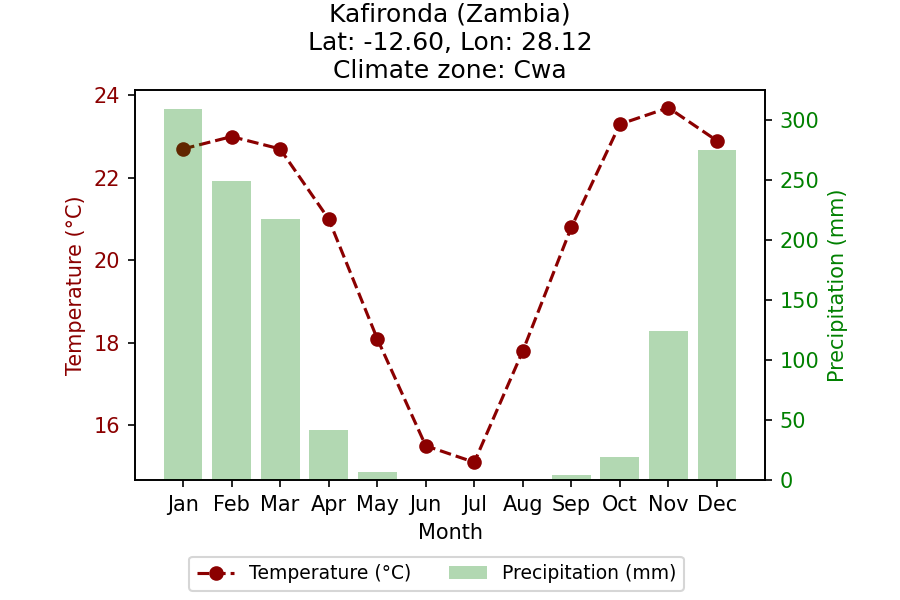 Kafironda (Zambia)
Lat: -12.60, Lon: 28.12
Climate zone: Cwa
24
22
20
18
16
Temperature (°C)
300
250
200
150
100
50
0
Precipitation (mm)
Jan Feb Mar Apr May Jun Jul Aug Sep Oct Nov Dec
Month
Temperature (°C) Precipitation (mm)